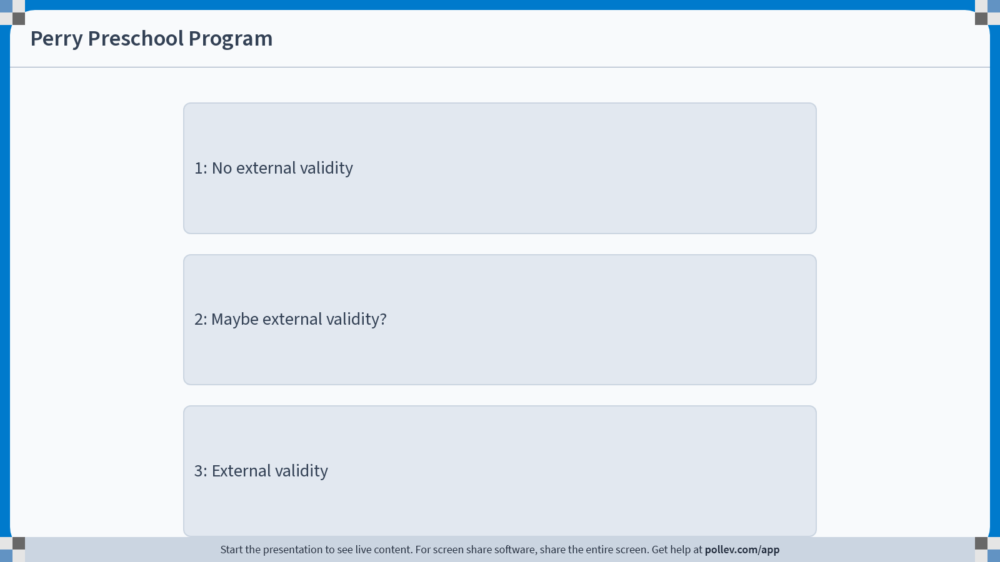 Perry Preschool Program
1: No external validity
2: Maybe external validity?
3: External validity
Start the presentation to see live content. For screen share software, share the entire screen. Get help at pollev.com/app